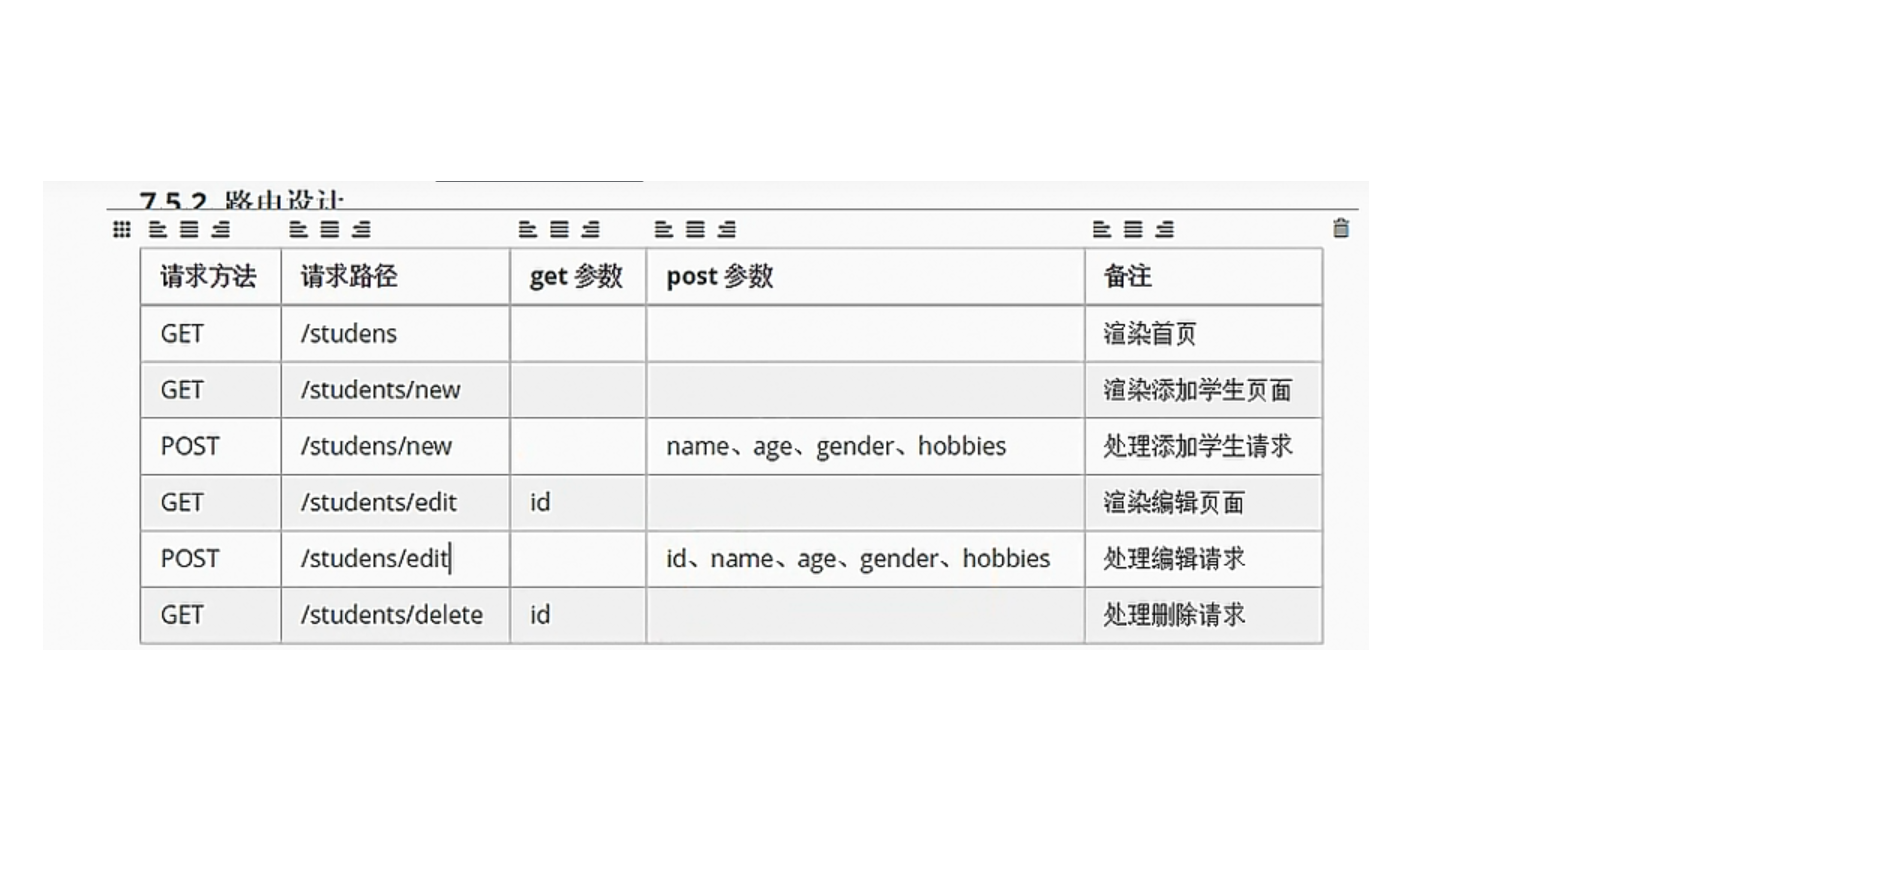 7.5.2 路由设计
请求方法 请求路径 get 参数 post 参数 备注
GET /studens 渲染首页
GET /students/new 渲染添加学生页面
POST /studens/new name、age、gender、hobbies 处理添加学生请求
GET /students/edit id 渲染编辑页面
POST /studens/edit id、name、age、gender、hobbies 处理编辑请求
GET /students/delete id 处理删除请求